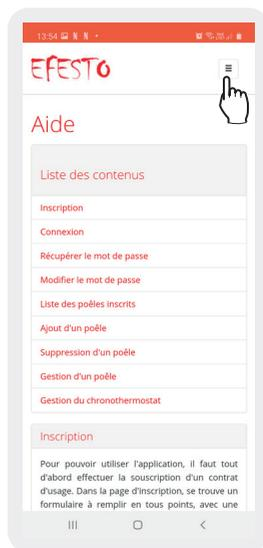 13:54
EFESTO
Aide
Liste des contenus
Inscription
Connexion
Récupérer le mot de passe
Modifier le mot de passe
Liste des poêles inscrits
Ajout d'un poêle
Suppression d'un poêle
Gestion d'un poêle
Gestion du chronothermostat
Inscription
Pour pouvoir utiliser l'application, il faut tout
d'abord effectuer la souscription d'un contrat
d'usage. Dans la page d'inscription, se trouve un
formulaire à remplir en tous points, avec une